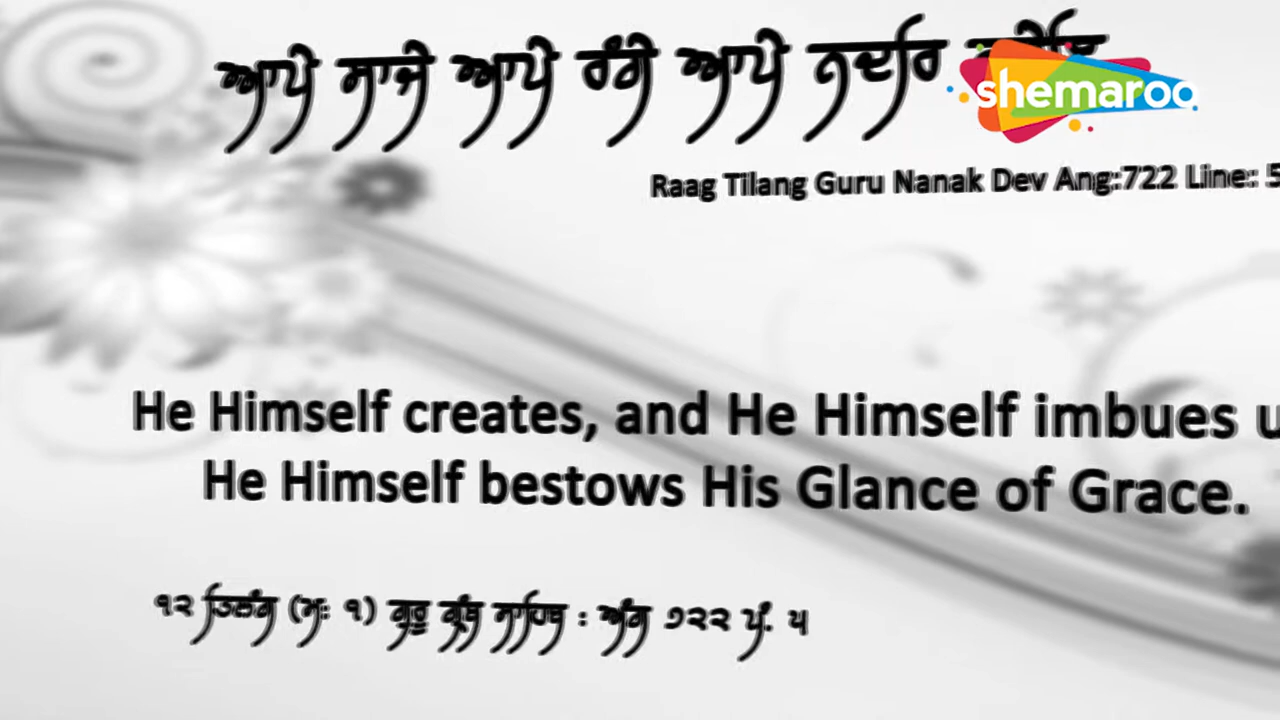 ਆਪੇ ਸਾਜੇ ਆਪੇ ਰੰਗੇ ਆਪੇ ਨਦਰਿ
shemaroo
Raag Tilang Guru Nanak Dev Ang:722 Line: 5
He Himself creates, and He Himself imbues
He Himself bestows His Glance of Grace.
੧੨ ਤਿਲੰਗ (ਮਃ ੧) ਗੁਰੂ ਗ੍ਰੰਥ ਸਾਹਿਬ : ਅੰਗ ੭੨੨ ਪੰ. ੫